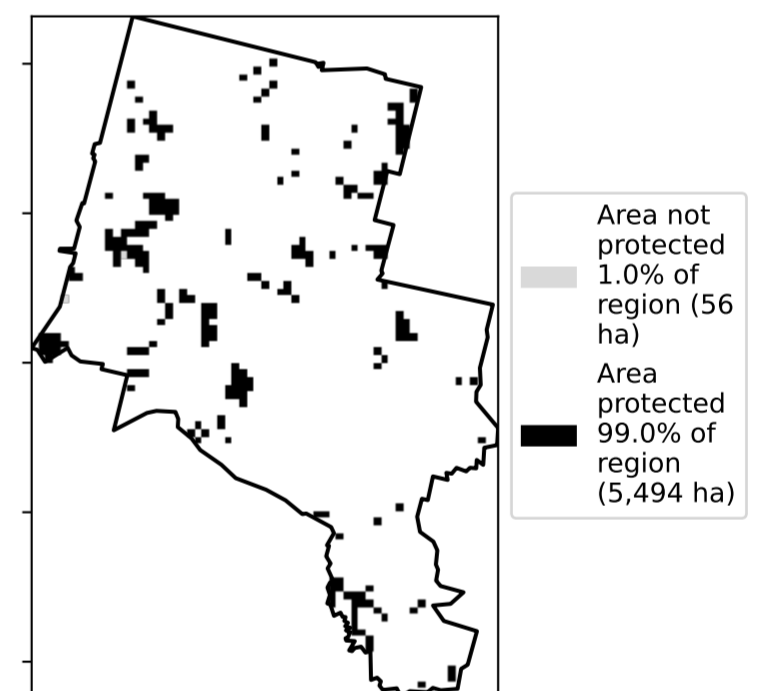 Area not
protected
1.0% of
region (56
ha)
Area
protected
99.0% of
region
(5,494 ha)